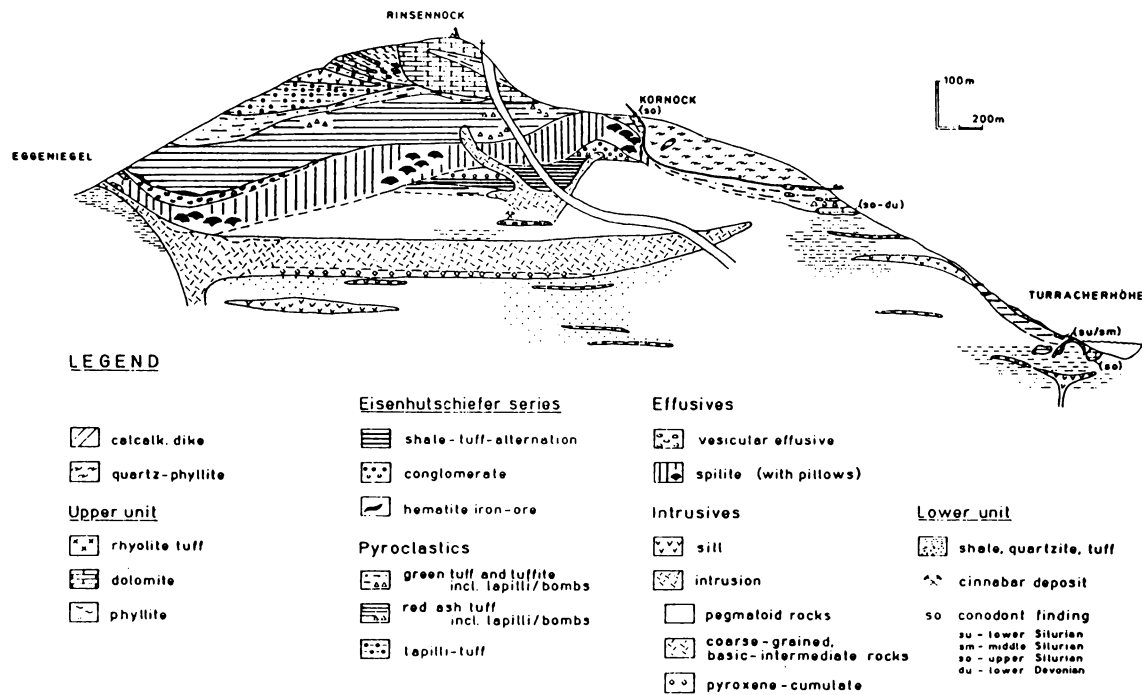 RINSENNOCK
100m
200m
KORNOCK
(so)
EGGENIEGEL
(so-du)
TURRACHERHÖHE
(su/sm)
(so)
LEGEND
calcalk. dike
quartz-phyllite
Upper unit
rhyolite tuff
dolomite
phyllite
Eisenhutschiefer series
shale-tuff-alternation
conglomerate
hematite iron-ore
Pyroclastics
green tuff and tuffite
incl. lapilli/bombs
red ash tuff
incl. lapilli/bombs
lapilli-tuff
Effusives
vesicular effusive
spilite (with pillows)
Intrusives
sill
intrusion
pegmatoid rocks
coarse-grained,
basic-intermediate rocks
pyroxene-cumulate
Lower unit
shale, quartzite, tuff
cinnabar deposit
so conodont finding
su - lower Silurian
sm - middle Silurian
so - upper Silurian
du - lower Devonian